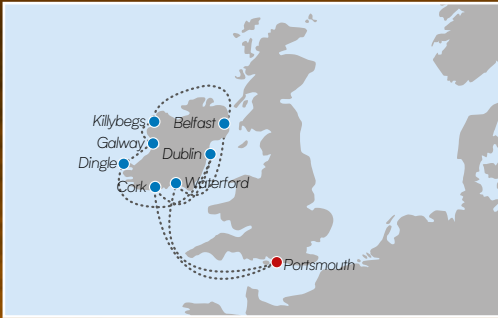 Killybegs
Belfast
Galway
Dublin
Dingle
Cork
Waterford
Portsmouth